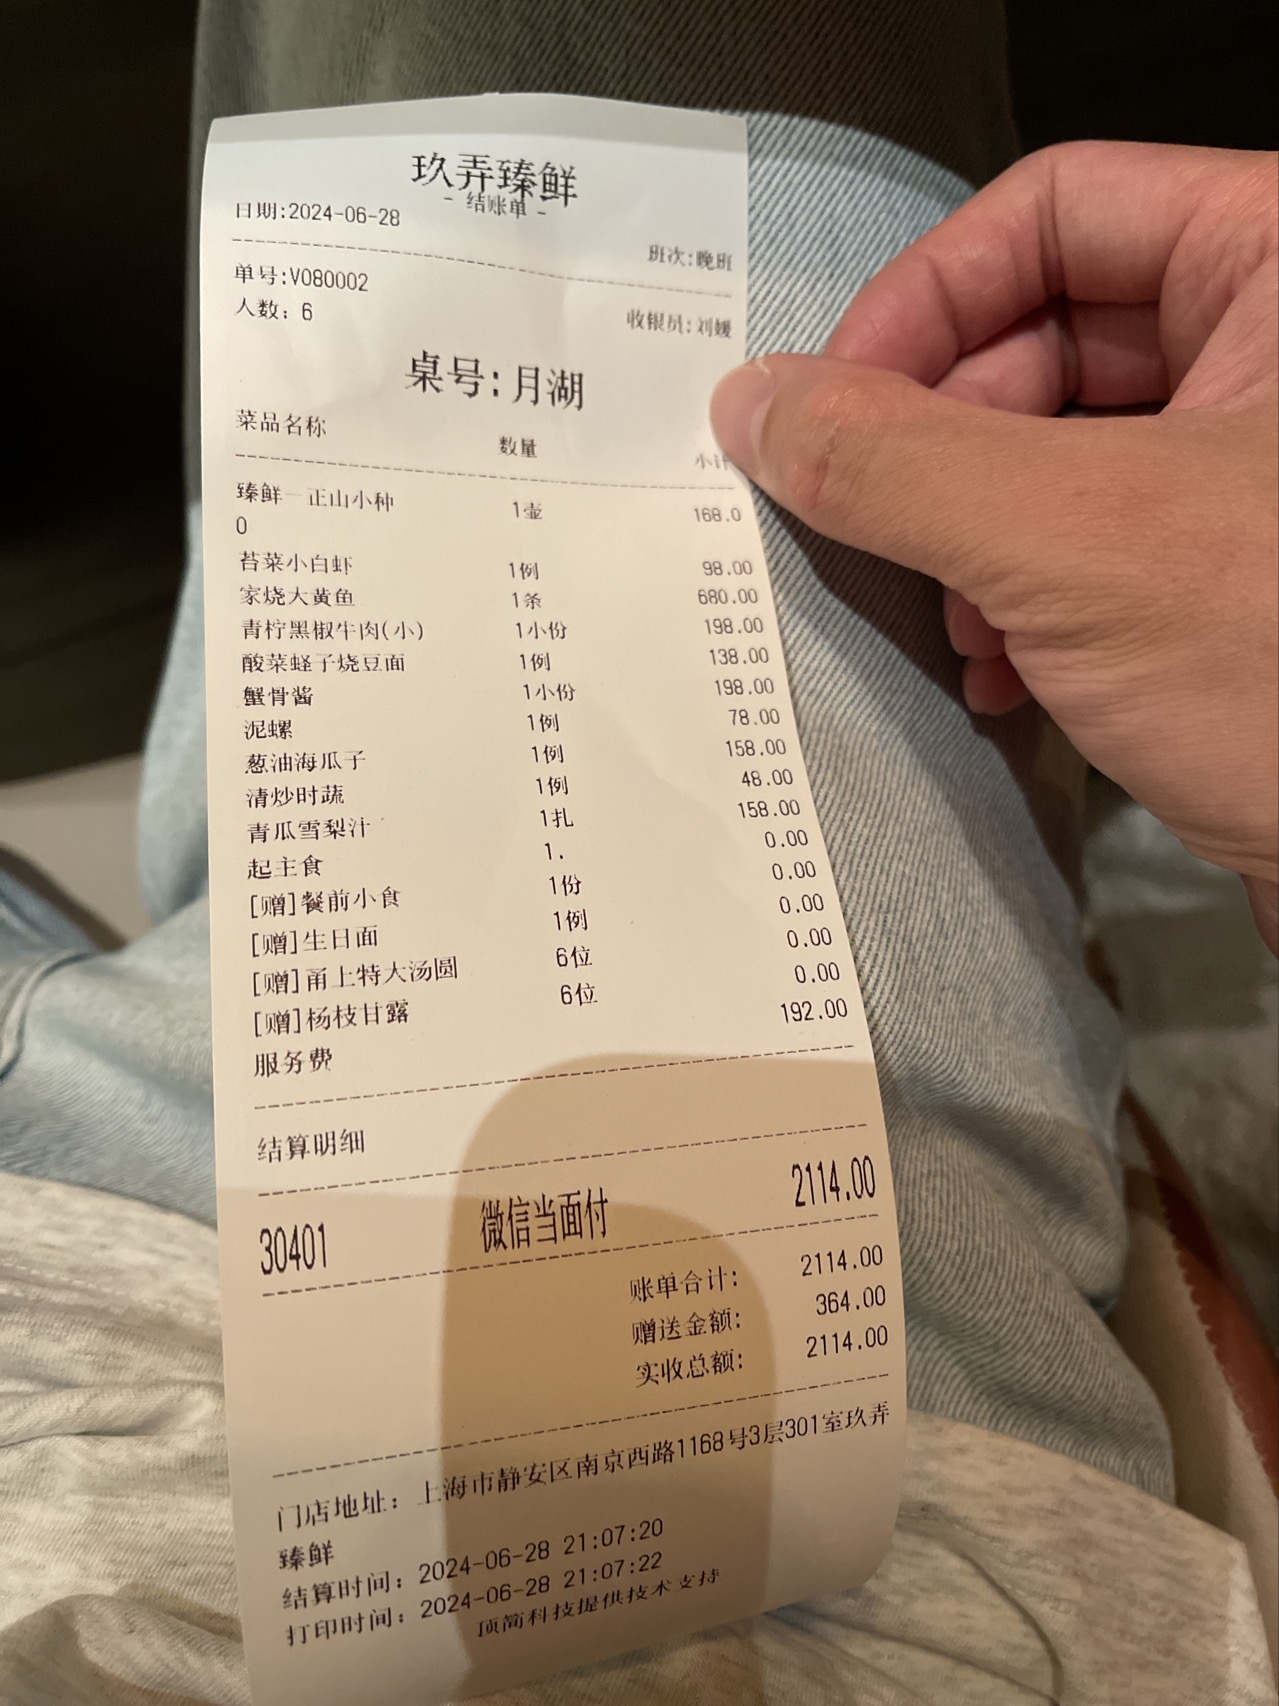 玖弄臻鲜
- 结账单 -
日期:2024-06-28
班次:晚班
单号:V080002
人数: 6 收银员:刘媛
桌号:月湖
菜品名称 数量 小计
臻鲜—正山小种 1壶 168.0
0
苔菜小白虾 1例 98.00
家烧大黄鱼 1条 680.00
青柠黑椒牛肉(小) 1小份 198.00
酸菜蛏子烧豆面 1例 138.00
蟹骨酱 1小份 198.00
泥螺 1例 78.00
葱油海瓜子 1例 158.00
清炒时蔬 1例 48.00
青瓜雪梨汁 1扎 158.00
起主食 1. 0.00
[赠]餐前小食 1份 0.00
[赠]生日面 1例 0.00
[赠]甬上特大汤圆 6位 0.00
[赠]杨枝甘露 6位 0.00
服务费 192.00
结算明细
30401 微信当面付 2114.00
账单合计: 2114.00
赠送金额: 364.00
实收总额: 2114.00
门店地址: 上海市静安区南京西路1168号3层301室玖弄
臻鲜
结算时间: 2024-06-28 21:07:20
打印时间: 2024-06-28 21:07:22
顶简科技提供技术支持